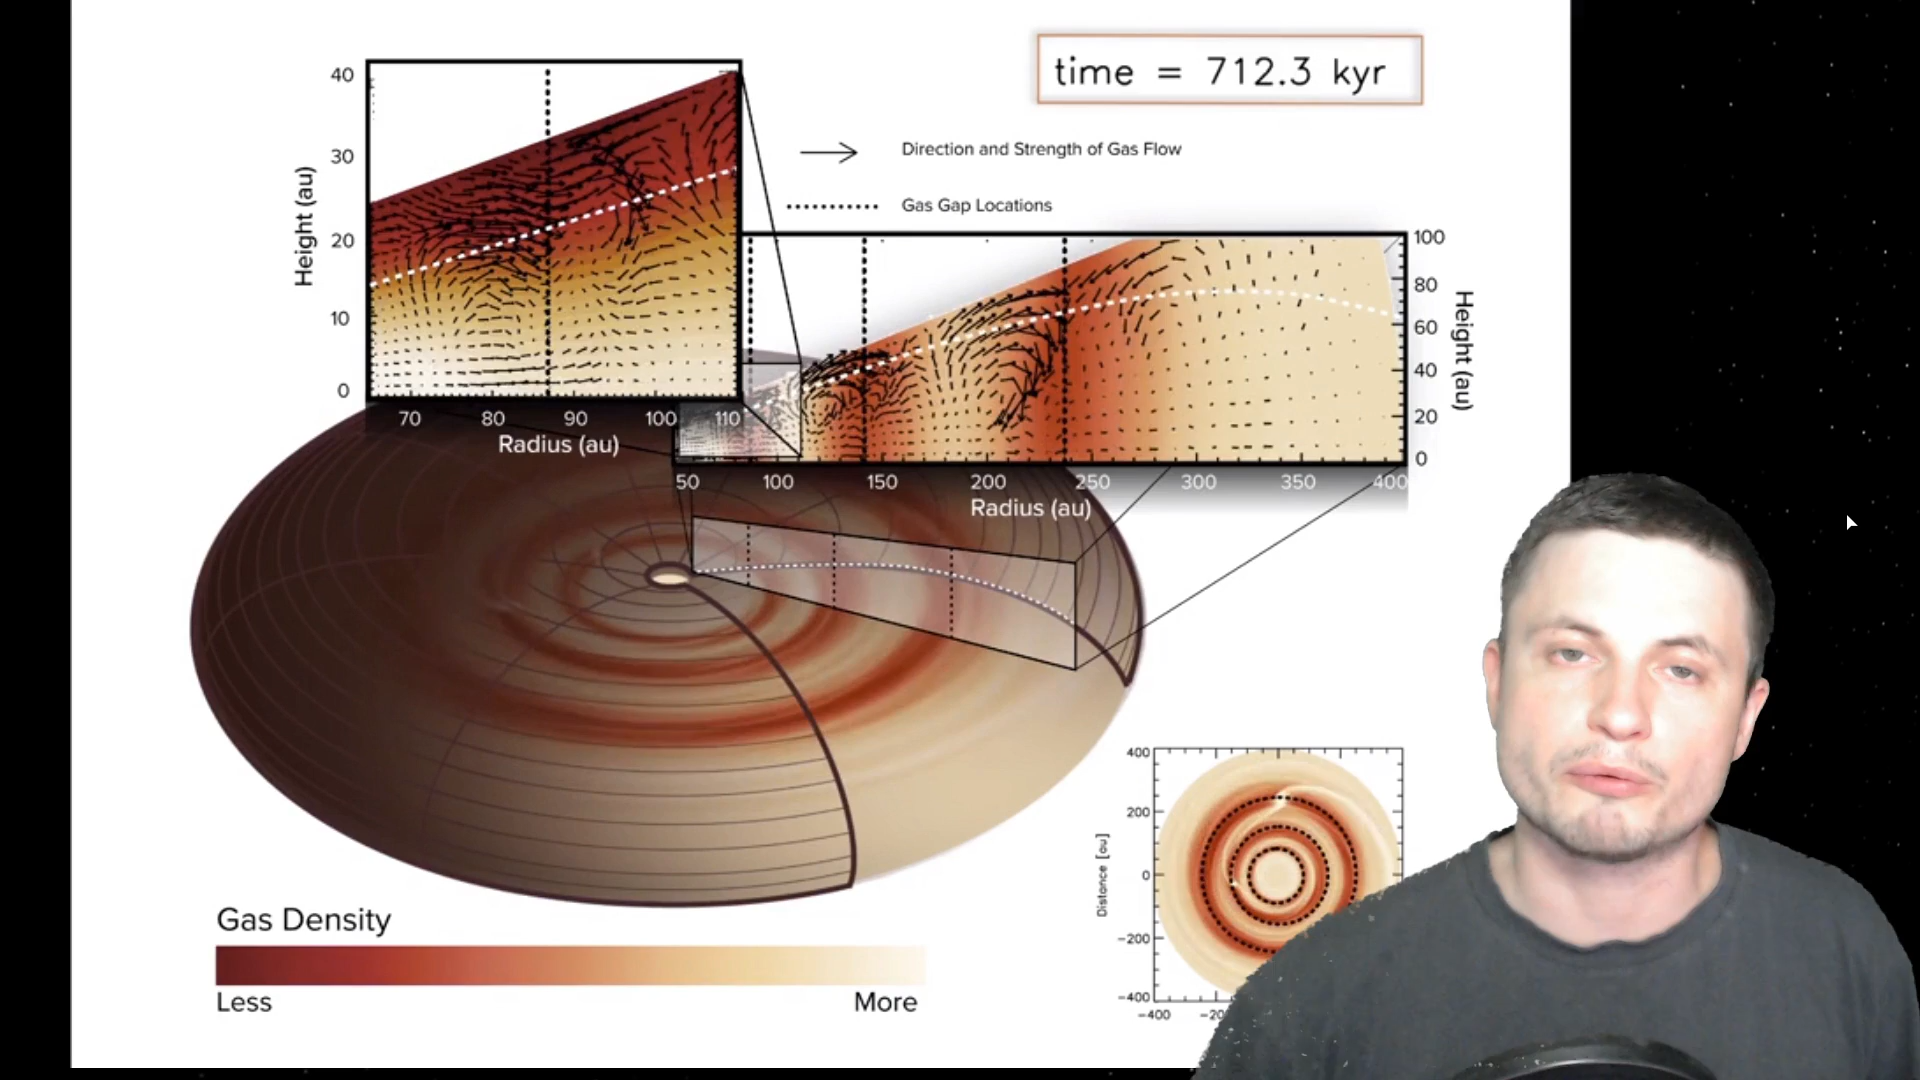 time = 712.3 kyr
Direction and Strength of Gas Flow
Gas Gap Locations
40
30
20
10
0
Height (au)
70 80 90 100 110
Radius (au)
100
80
60
40
20
0
Height (au)
50 100 150 200 250 300 350 400
Radius (au)
400
200
0
-200
-400
Distance [au]
-400
Gas Density
Less More